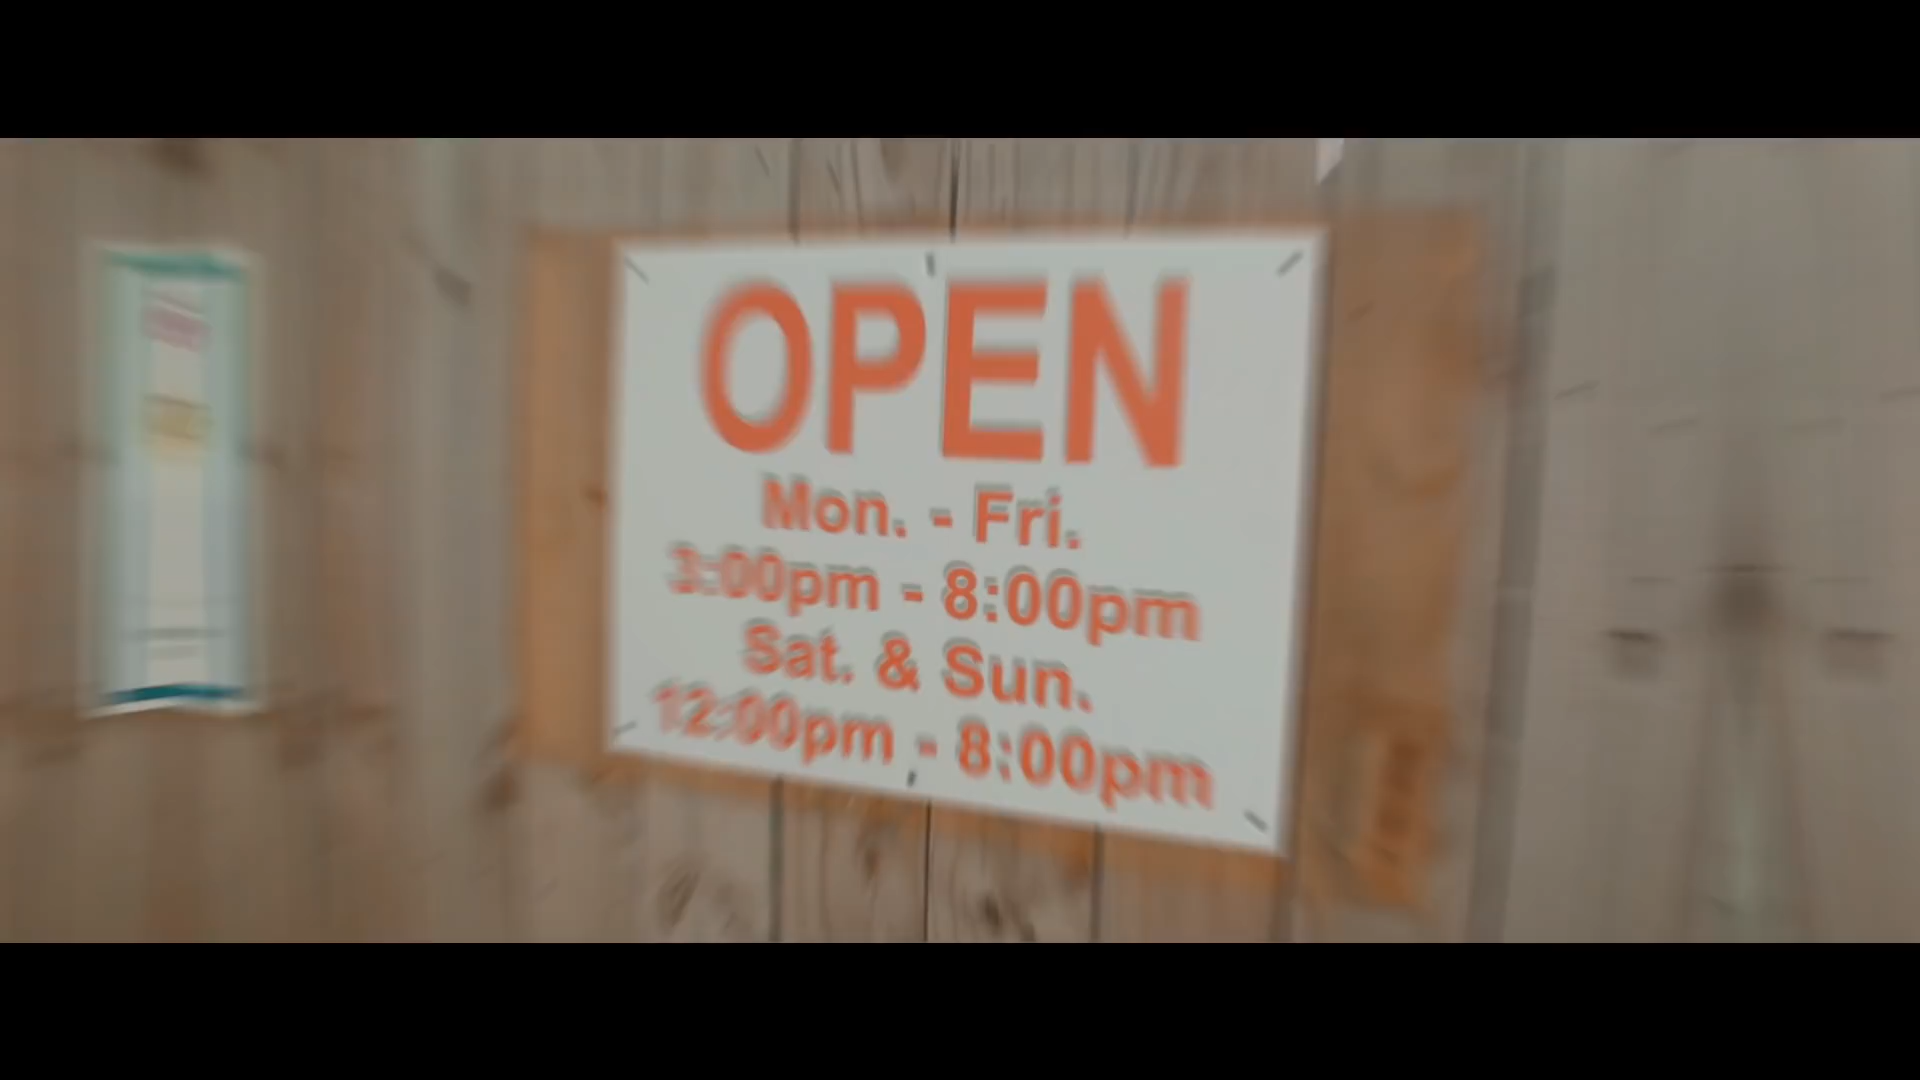 OPEN
Mon. - Fri.
3:00pm - 8:00pm
Sat. & Sun.
12:00pm - 8:00pm